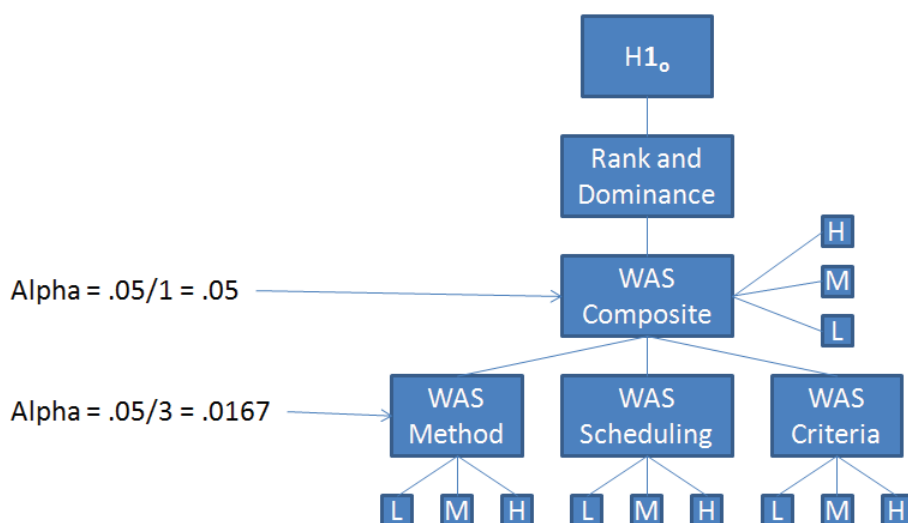 H1o
Rank and
Dominance
H
Alpha = .05/1 = .05
WAS
Composite
M
L
Alpha = .05/3 = .0167
WAS
Method
WAS
Scheduling
WAS
Criteria
L
M
H
L
M
H
L
M
H